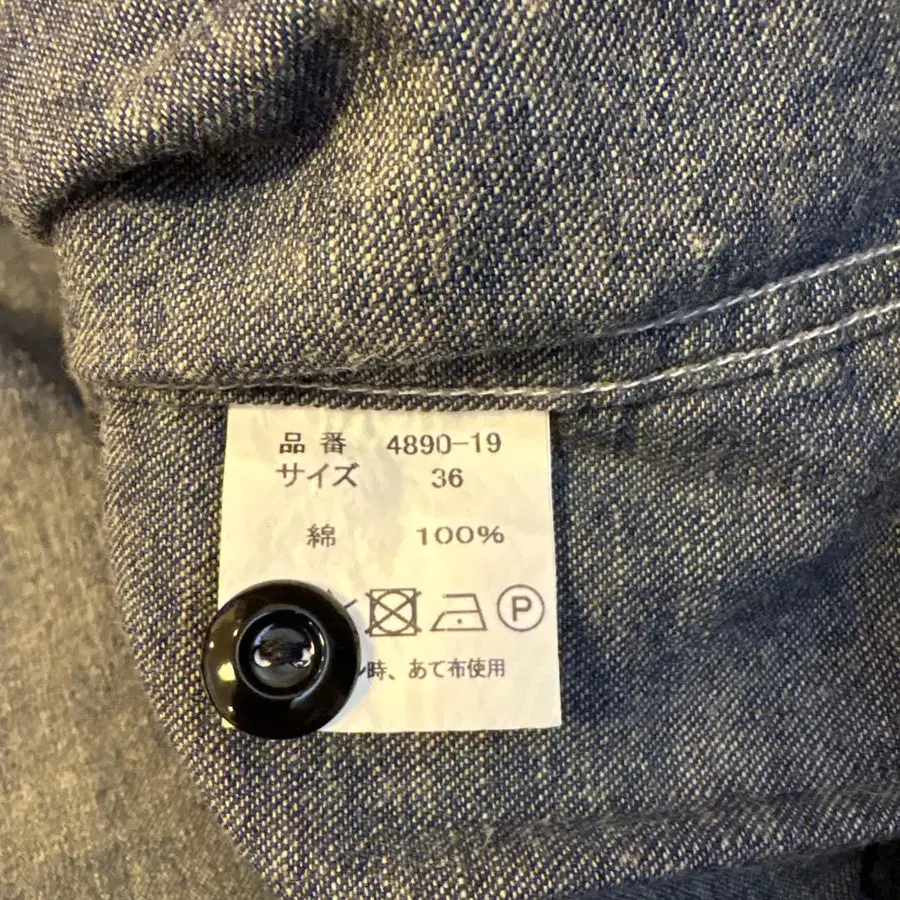 品番 4890-19
サイズ 36
綿 100%
P
時、あて布使用